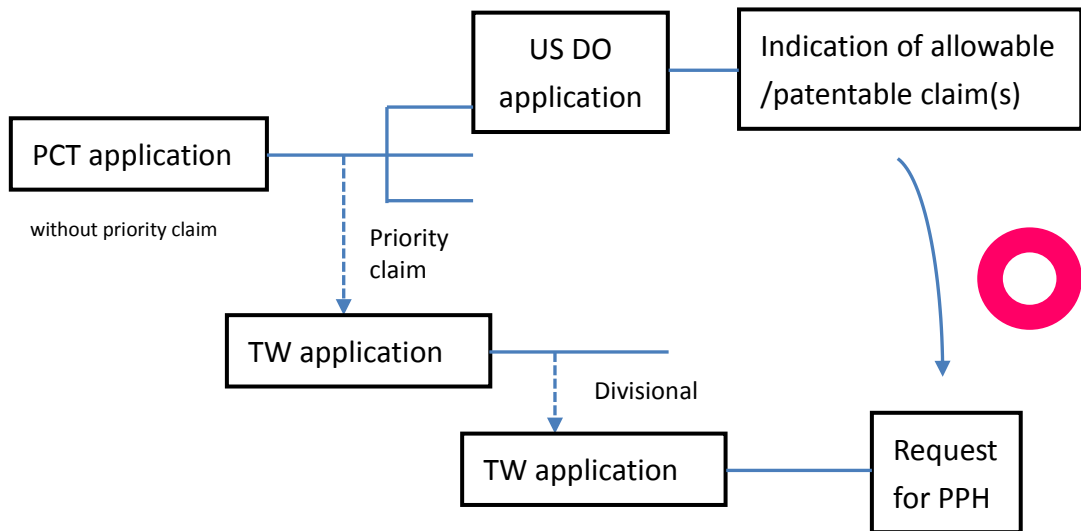 US DO
application
Indication of allowable
/patentable claim(s)
PCT application
without priority claim
Priority
claim
TW application
Divisional
TW application
Request
for PPH